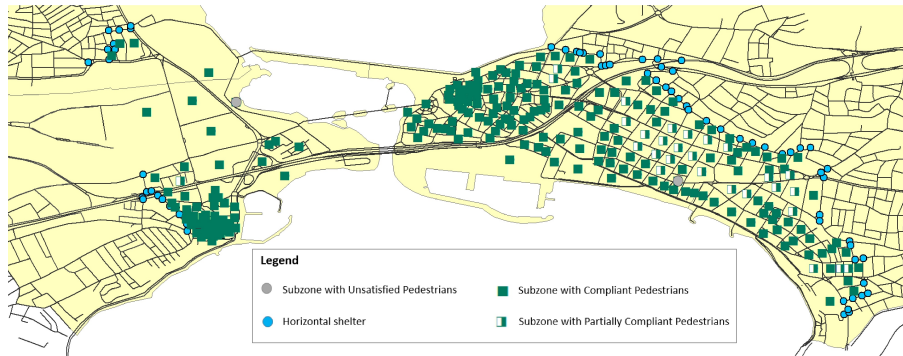 Legend
Subzone with Unsatisfied Pedestrians
Subzone with Compliant Pedestrians
Horizontal shelter
Subzone with Partially Compliant Pedestrians